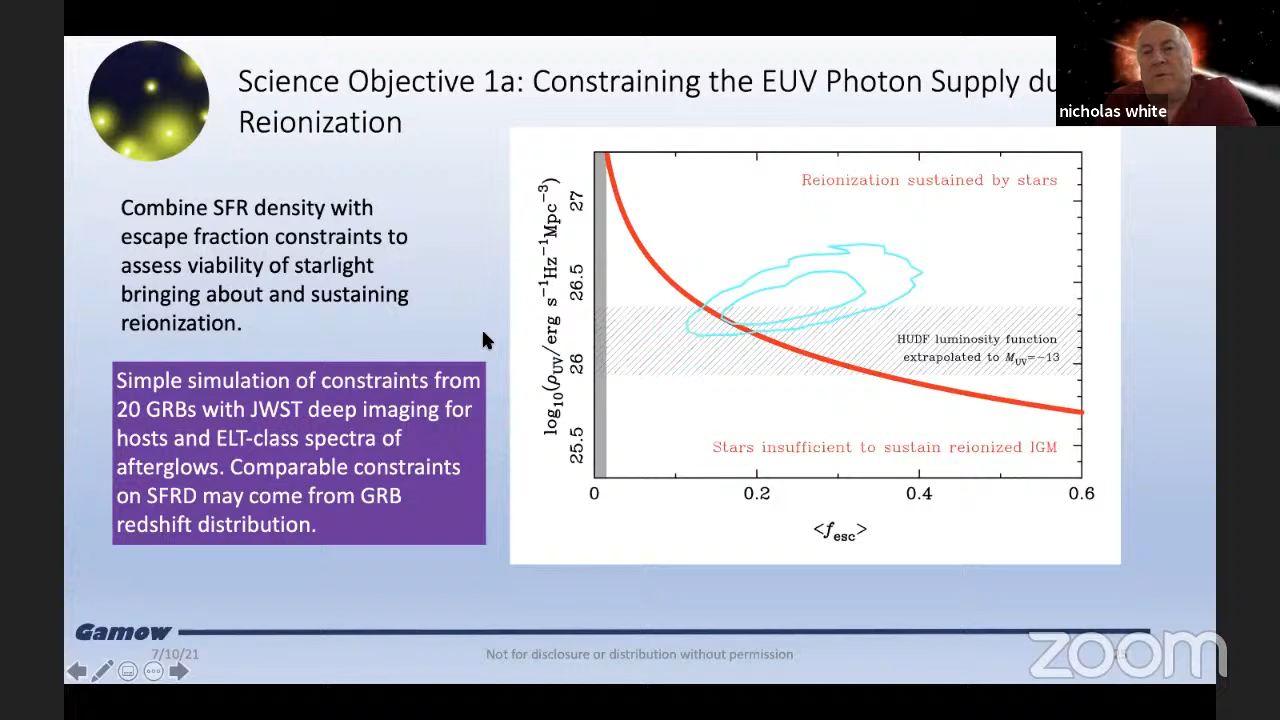 Science Objective 1a: Constraining the EUV Photon Supply du
Reionization
nicholas white
Combine SFR density with
escape fraction constraints to
assess viability of starlight
bringing about and sustaining
reionization.
Simple simulation of constraints from
20 GRBs with JWST deep imaging for
hosts and ELT-class spectra of
afterglows. Comparable constraints
on SFRD may come from GRB
redshift distribution.
log₁₀(ρ_UV/erg s⁻¹Hz⁻¹Mpc⁻³)
27
26.5
26
25.5
Reionization sustained by stars
HUDF luminosity function
extrapolated to M_UV=−13
Stars insufficient to sustain reionized IGM
0 0.2 0.4 0.6
<f_esc>
Gamow
7/10/21
Not for disclosure or distribution without permission
zoom